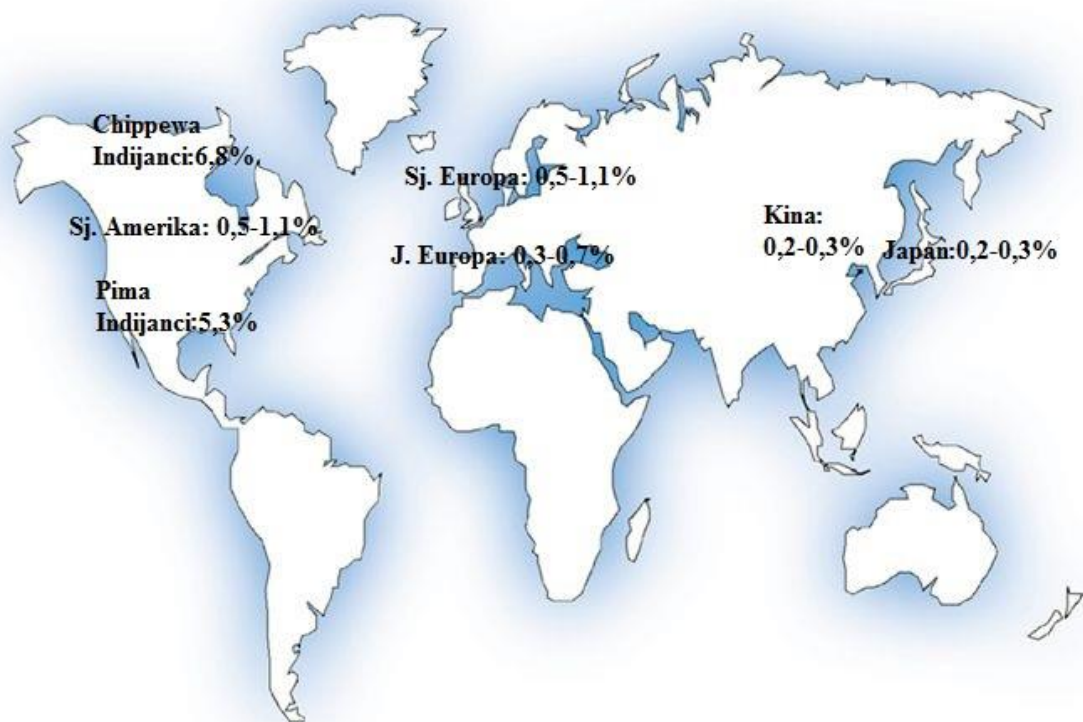 Chippewa
Indijanci:6,8%
Sj. Europa: 0,5-1,1%
Sj. Amerika: 0,5-1,1%
Kina:
0,2-0,3%
Japan:0,2-0,3%
J. Europa: 0,3-0,7%
Pima
Indijanci:5,3%